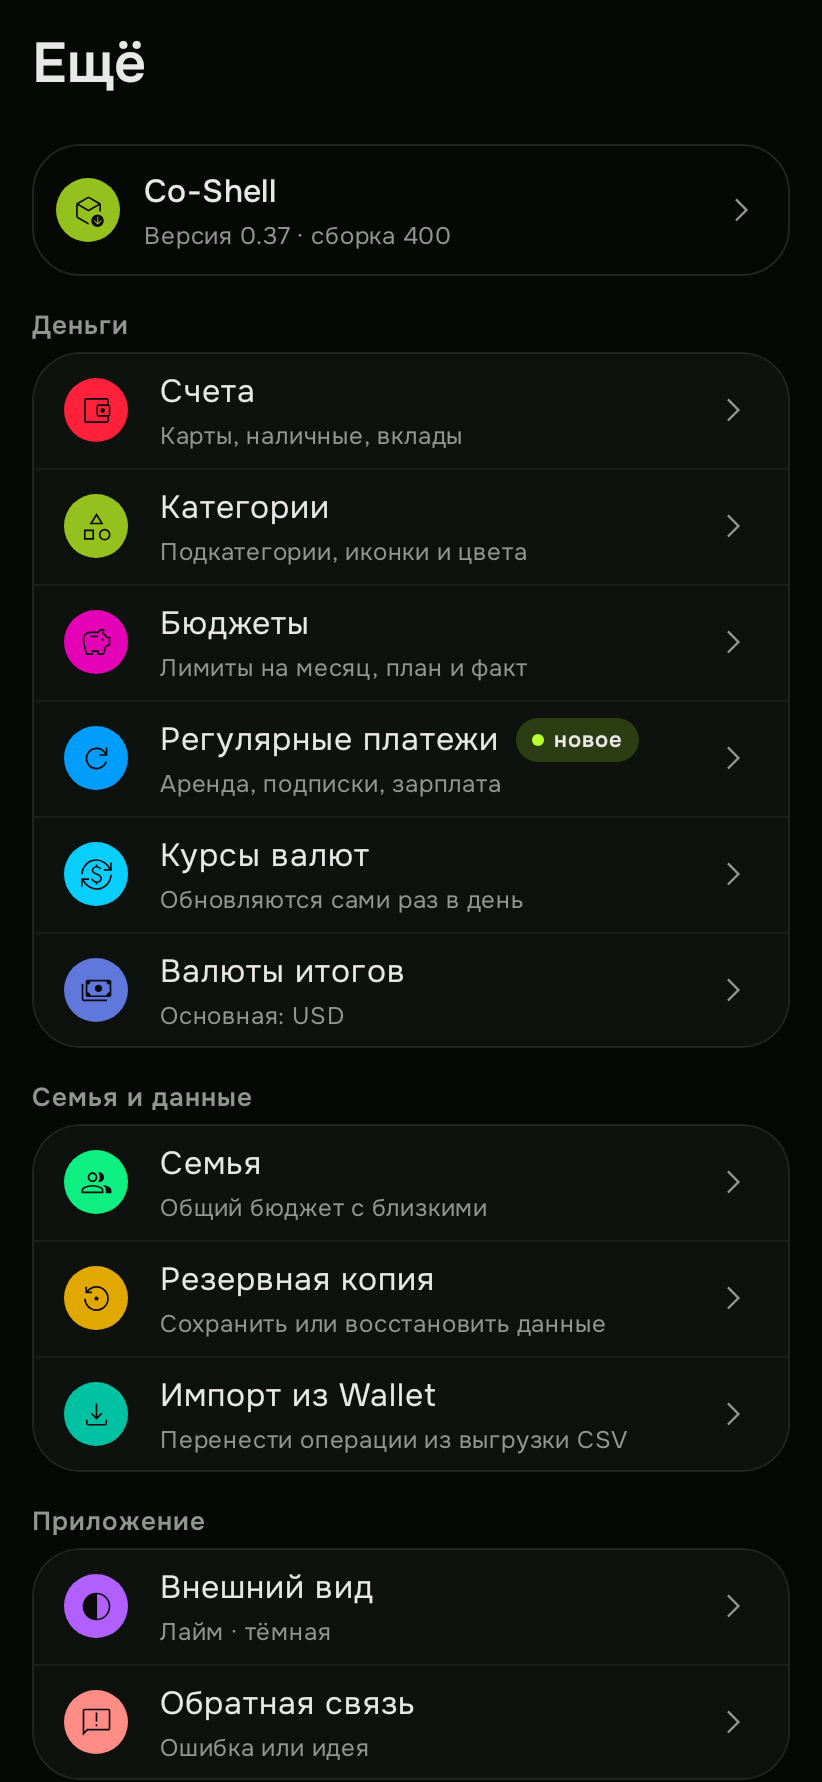 Ещё
Co-Shell
Версия 0.37 · сборка 400
Деньги
Счета
Карты, наличные, вклады
Категории
Подкатегории, иконки и цвета
Бюджеты
Лимиты на месяц, план и факт
Регулярные платежи новое
Аренда, подписки, зарплата
Курсы валют
Обновляются сами раз в день
Валюты итогов
Основная: USD
Семья и данные
Семья
Общий бюджет с близкими
Резервная копия
Сохранить или восстановить данные
Импорт из Wallet
Перенести операции из выгрузки CSV
Приложение
Внешний вид
Лайм · тёмная
Обратная связь
Ошибка или идея